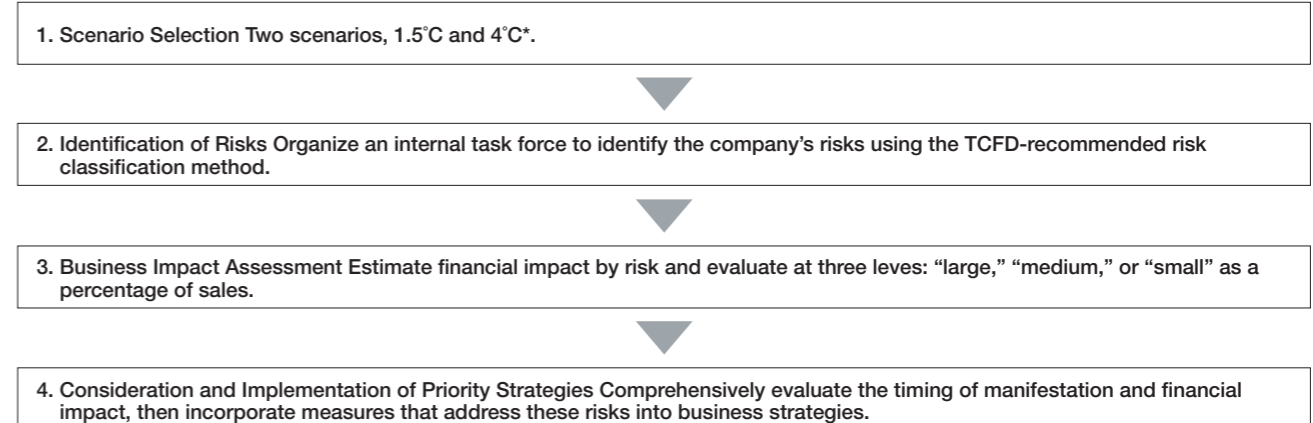 1. Scenario Selection Two scenarios, 1.5˚C and 4˚C*.
2. Identification of Risks Organize an internal task force to identify the company’s risks using the TCFD-recommended risk
classification method.
3. Business Impact Assessment Estimate financial impact by risk and evaluate at three leves: “large,” “medium,” or “small” as a
percentage of sales.
4. Consideration and Implementation of Priority Strategies Comprehensively evaluate the timing of manifestation and financial
impact, then incorporate measures that address these risks into business strategies.